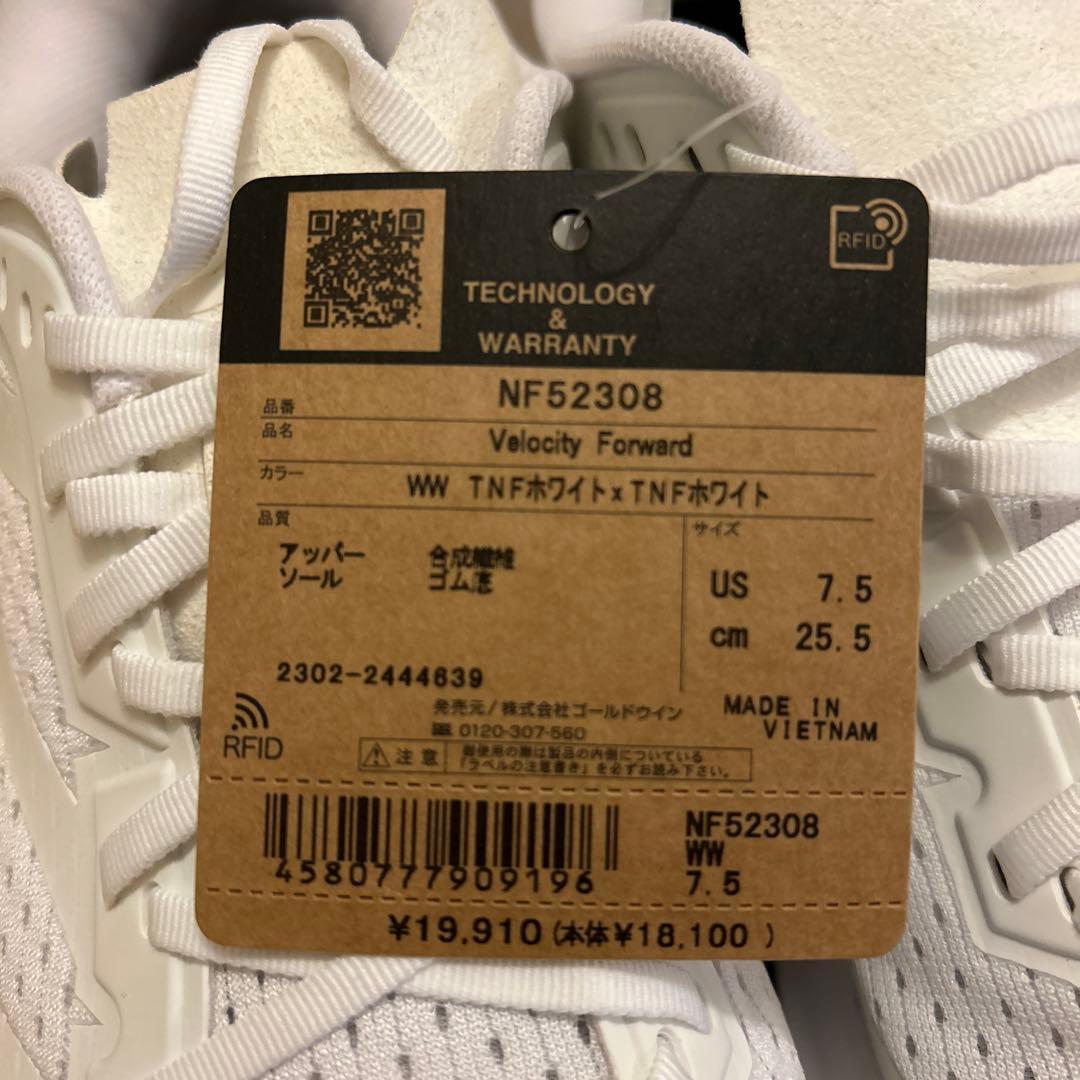 RFID
TECHNOLOGY
&
WARRANTY
品番 NF52308
品名 Velocity Forward
カラー WW TNFホワイトxTNFホワイト
品質
アッパー 合成繊維
ソール ゴム底
サイズ
US 7.5
cm 25.5
2302-2444639
発売元/株式会社ゴールドウイン
0120-307-560
MADE IN
VIETNAM
RFID
注意
御使用の際は製品の内側についている
「ラベルの注意書き」を必ずお読み下さい。
4580777909196
NF52308
WW
7.5
¥19,910 (本体¥18,100 )